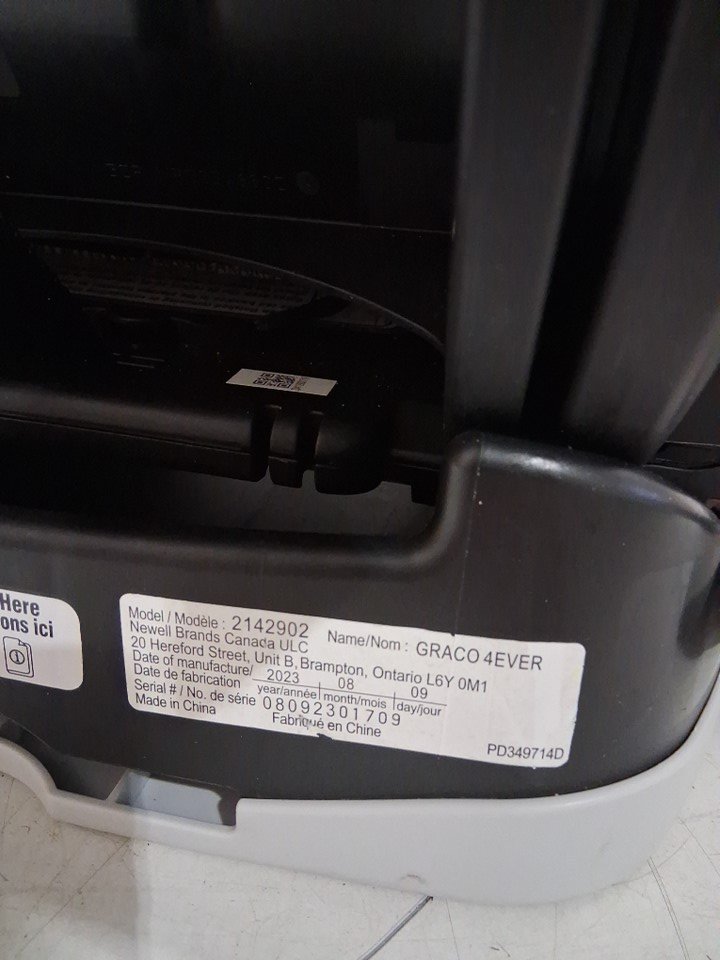 Here
ons ici
Model / Modèle : 2142902 Name/Nom : GRACO 4EVER
Newell Brands Canada ULC
20 Hereford Street, Unit B, Brampton, Ontario L6Y 0M1
Date of manufacture/ 2023 08 09
Date de fabrication year/année month/mois day/jour
Serial # / No. de série 08092301709
Made in China Fabriqué en Chine
PD349714D